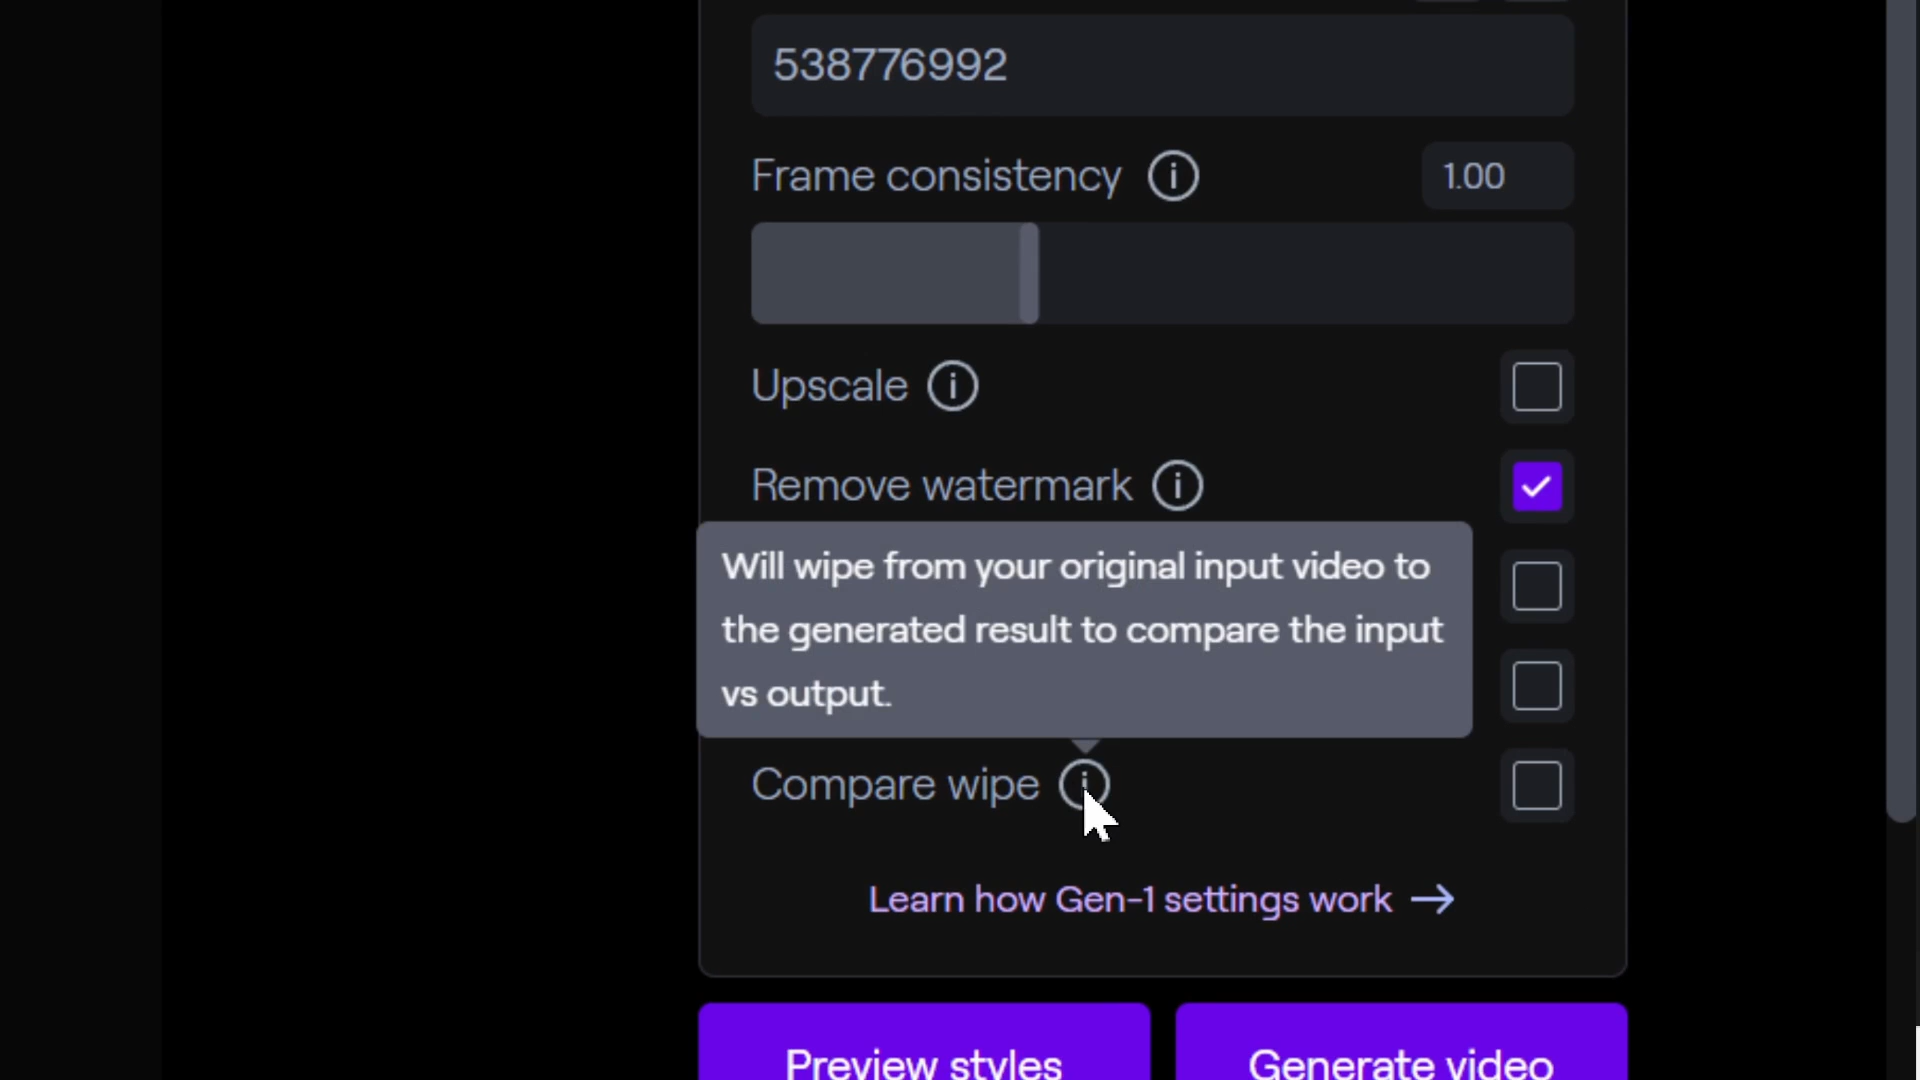 538776992
Frame consistency
1.00
Upscale
Remove watermark
Will wipe from your original input video to
the generated result to compare the input
vs output.
Compare wipe
Learn how Gen-1 settings work →
Preview styles
Generate video